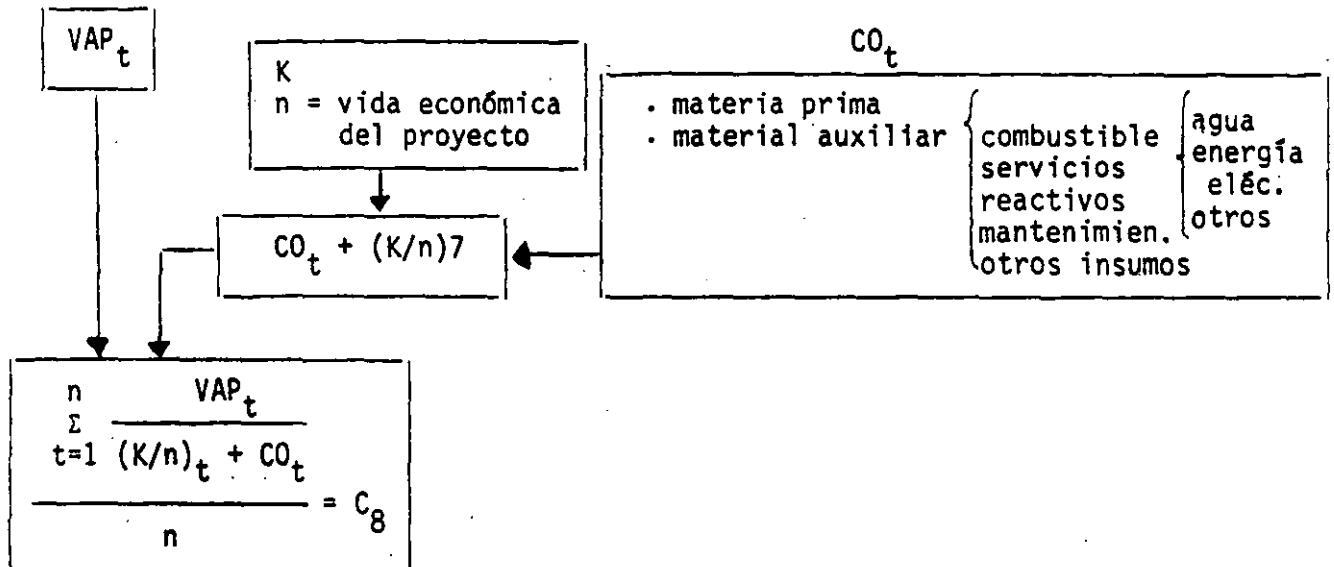 VAP_t
K
n = vida económica
del proyecto
CO_t
. materia prima
. material auxiliar
combustible
servicios
reactivos
mantenimien.
otros insumos
agua
energía
eléc.
otros
CO_t + (K/n)7
n
Σ
t=1
VAP_t
(K/n)_t + CO_t
n
= C_8